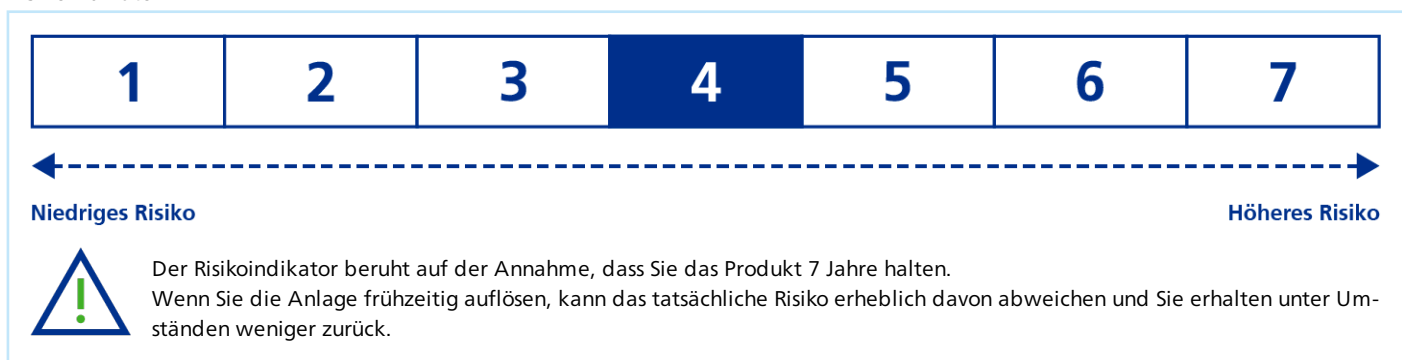 1 2 3 4 5 6 7
Niedriges Risiko Höheres Risiko
Der Risikoindikator beruht auf der Annahme, dass Sie das Produkt 7 Jahre halten.
Wenn Sie die Anlage frühzeitig auflösen, kann das tatsächliche Risiko erheblich davon abweichen und Sie erhalten unter Um-
ständen weniger zurück.